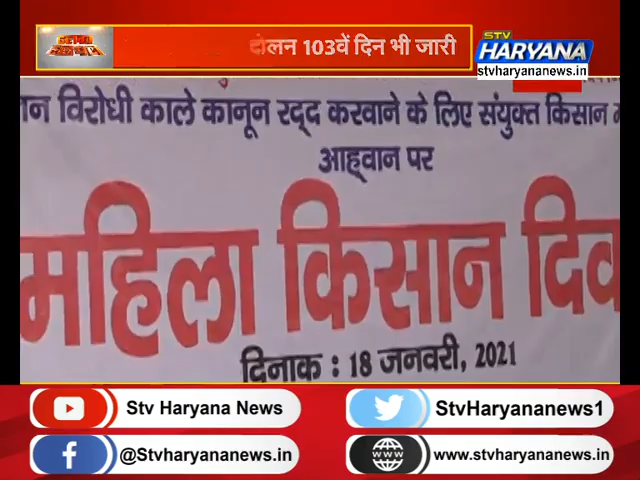 दोलन 103वें दिन भी जारी
STV
HARYANA
stvharyananews.in
विरोधी काले कानून रद्द करवाने के लिए संयुक्त किसान
आह्वान पर
महिला किसान
दिनाक : 18 जनवरी, 2021
Stv Haryana News
StvHaryananews1
@Stvharyananews.in
www.stvharyananews.in